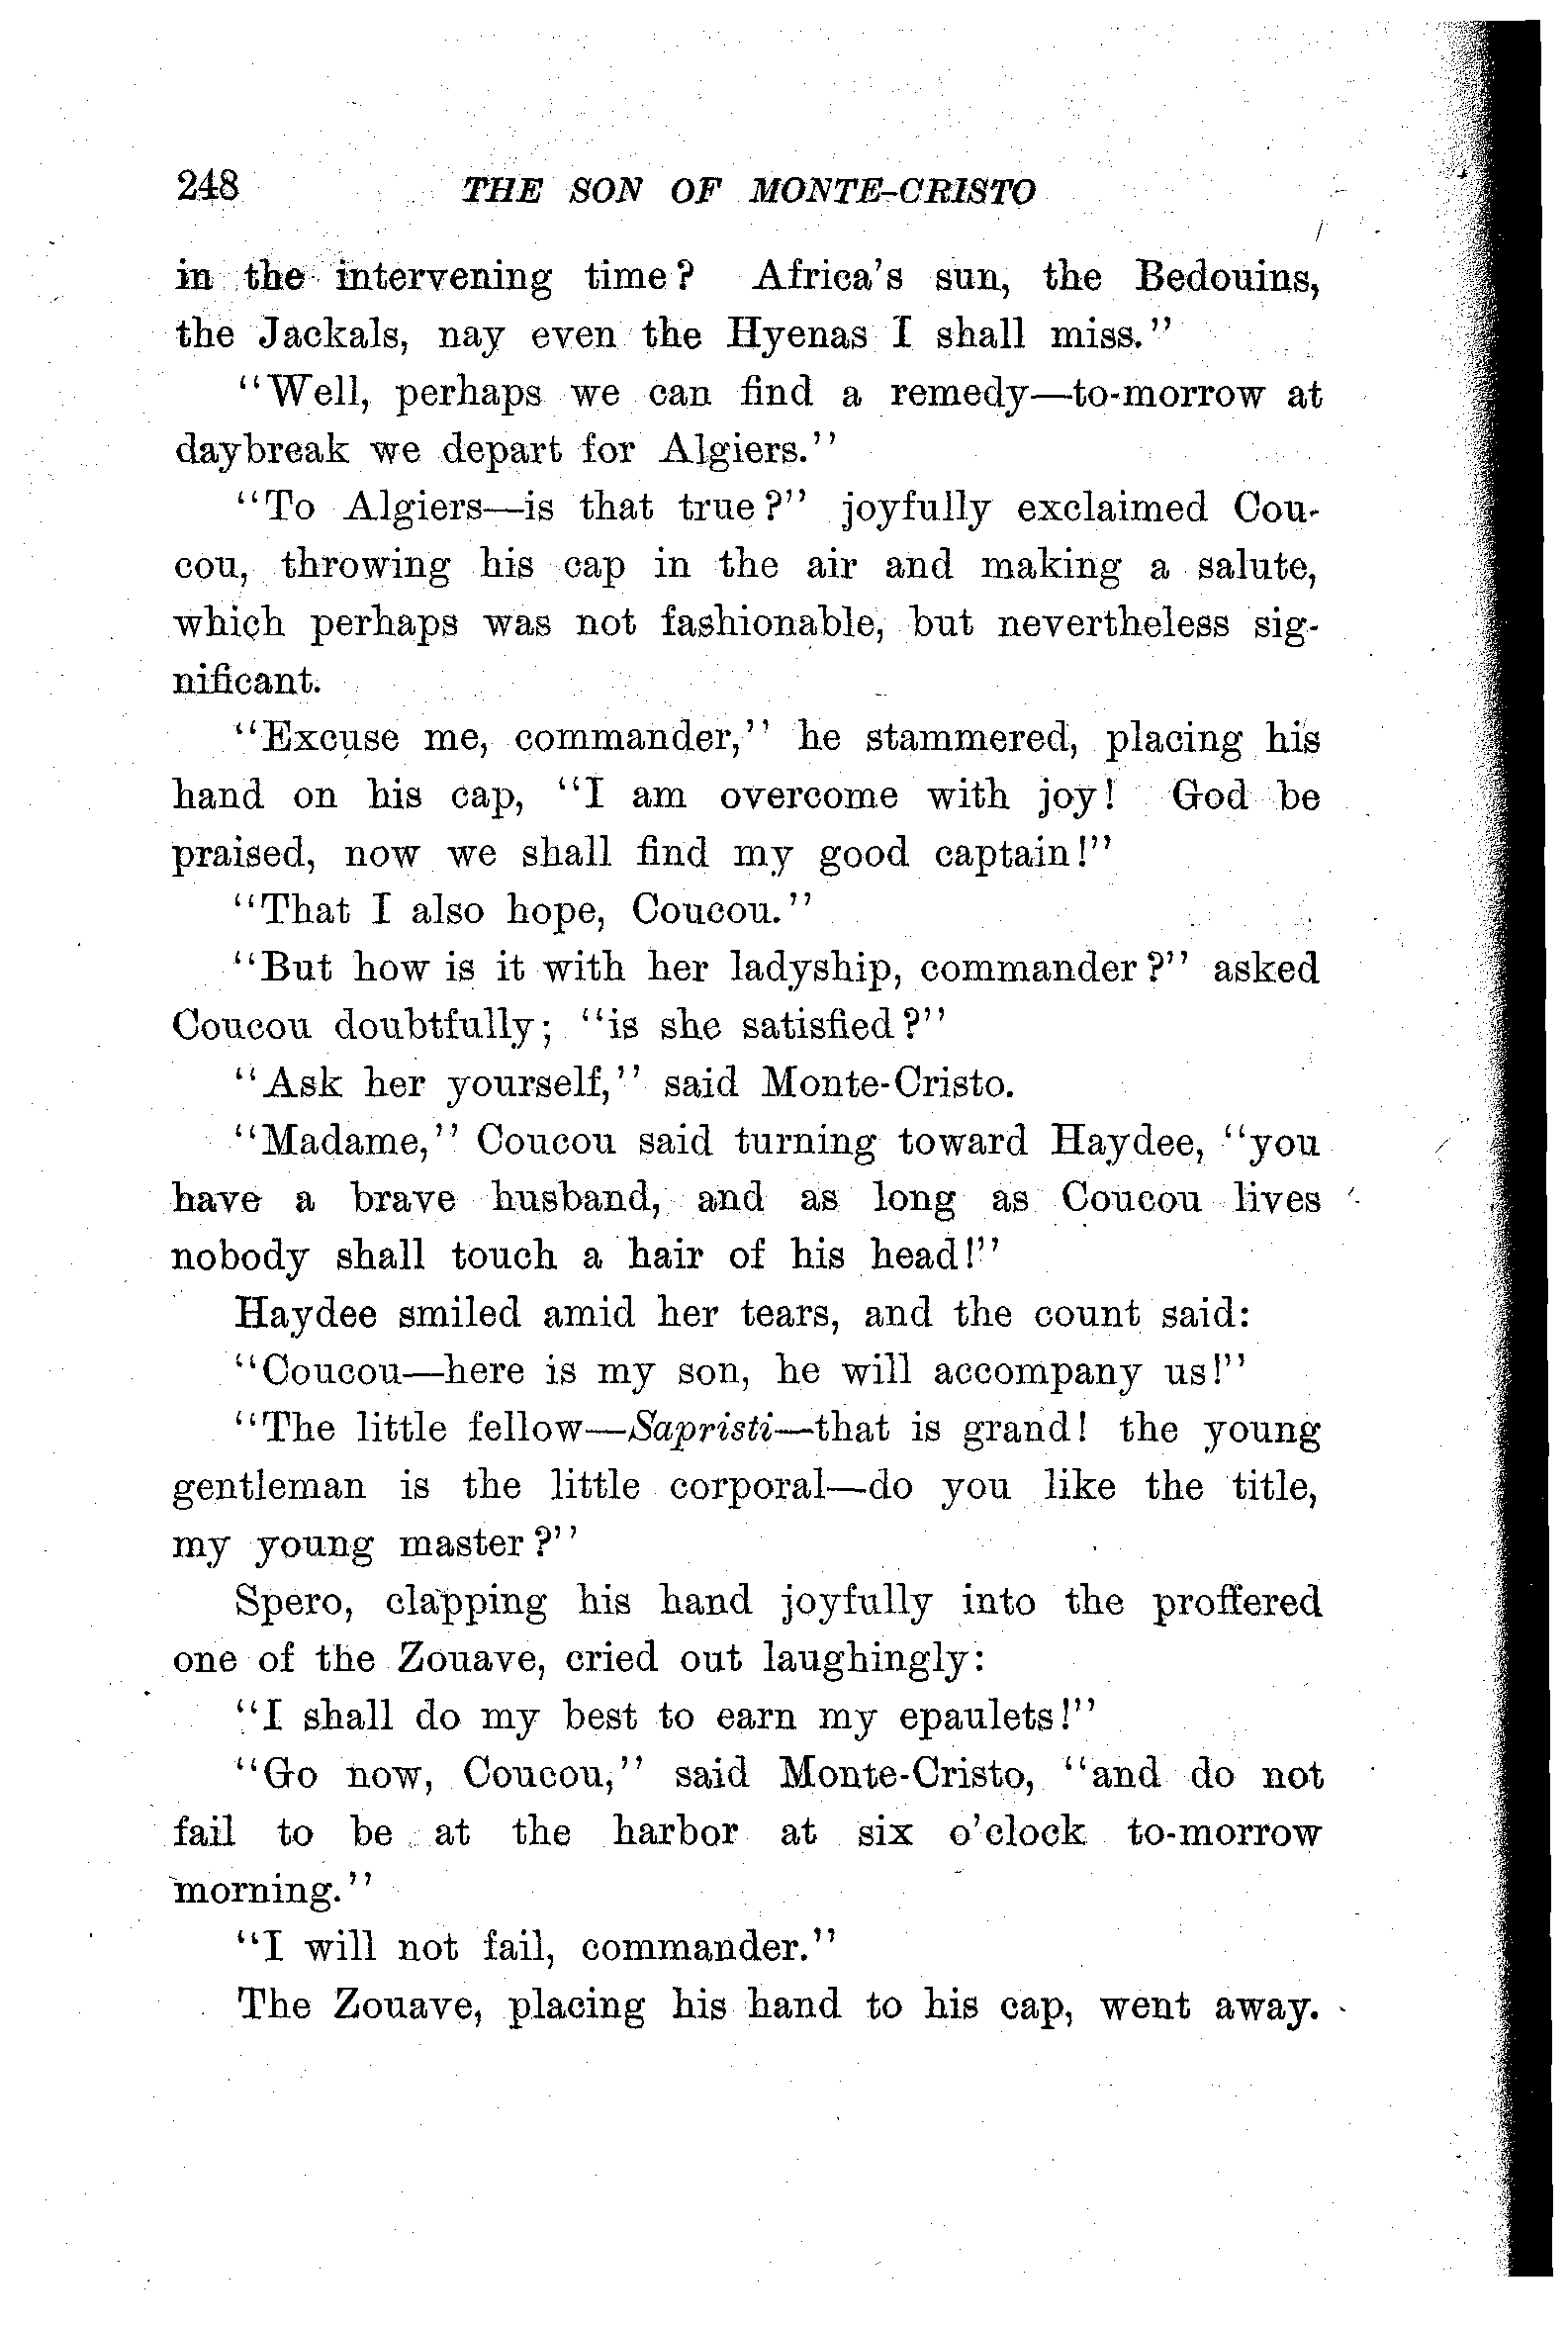 248 THE SON OF MONTE-CRISTO
in the intervening time? Africa's sun, the Bedouins,
the Jackals, nay even the Hyenas I shall miss."
"Well, perhaps we can find a remedy—to-morrow at
daybreak we depart for Algiers."
"To Algiers—is that true?" joyfully exclaimed Cou-
cou, throwing his cap in the air and making a salute,
which perhaps was not fashionable, but nevertheless sig-
nificant.
"Excuse me, commander," he stammered, placing his
hand on his cap, "I am overcome with joy! God be
praised, now we shall find my good captain!"
"That I also hope, Coucou."
"But how is it with her ladyship, commander?" asked
Coucou doubtfully; "is she satisfied?"
"Ask her yourself," said Monte-Cristo.
"Madame," Coucou said turning toward Haydee, "you
have a brave husband, and as long as Coucou lives
nobody shall touch a hair of his head!"
Haydee smiled amid her tears, and the count said:
"Coucou—here is my son, he will accompany us!"
"The little fellow—Sapristi—that is grand! the young
gentleman is the little corporal—do you like the title,
my young master?"
Spero, clapping his hand joyfully into the proffered
one of the Zouave, cried out laughingly:
"I shall do my best to earn my epaulets!"
"Go now, Coucou," said Monte-Cristo, "and do not
fail to be at the harbor at six o'clock to-morrow
morning."
"I will not fail, commander."
The Zouave, placing his hand to his cap, went away.